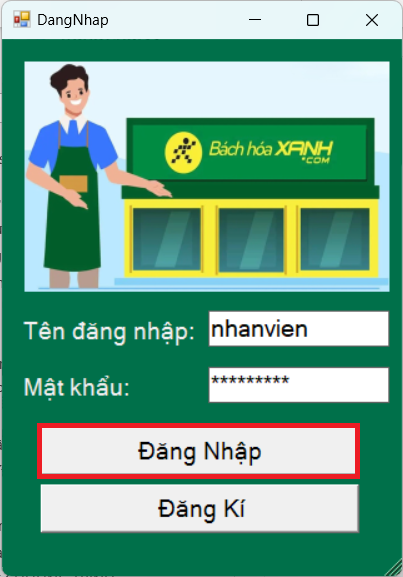 DangNhap
Bách hóa XANH
.COM
Tên đăng nhập: nhanvien
Mật khẩu: *********
Đăng Nhập
Đăng Kí